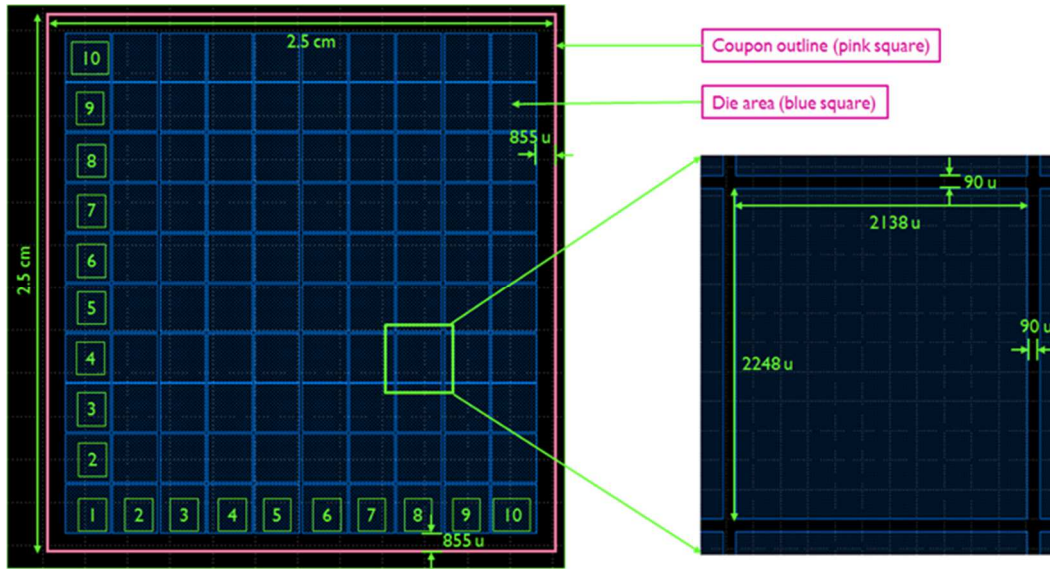 2.5 cm
2.5 cm
10
9
8
7
6
5
4
3
2
1 2 3 4 5 6 7 8 9 10
855 u
855 u
Coupon outline (pink square)
Die area (blue square)
90 u
2138 u
90 u
2248 u